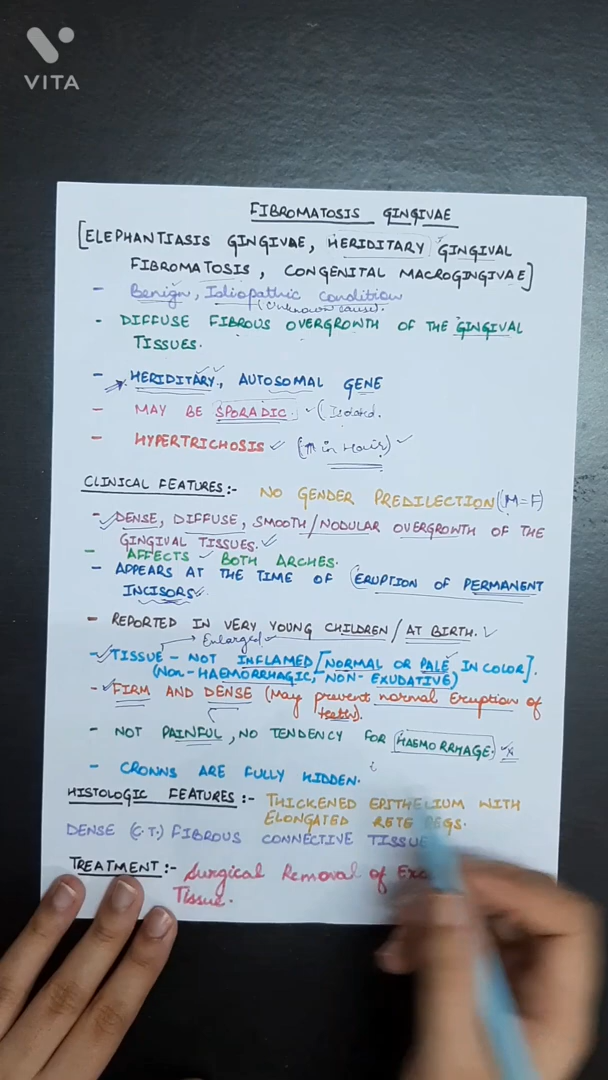 VITA
FIBROMATOSIS GINGIVAE
[ELEPHANTIASIS GINGIVAE, HERIDITARY GINGIVAL
FIBROMATOSIS, CONGENITAL MACROGINGIVAE]
- Benign, Idiopathic condition
(Unknown cause).
- DIFFUSE FIBROUS OVERGROWTH OF THE GINGIVAL
TISSUES.
- HERIDITARY, AUTOSOMAL GENE
- MAY BE SPORADIC. (Isolated.
- HYPERTRICHOSIS (↑ in Hair)
CLINICAL FEATURES:- NO GENDER PREDILECTION (M=F)
- DENSE, DIFFUSE, SMOOTH/NODULAR OVERGROWTH OF THE
GINGIVAL TISSUES.
- AFFECTS BOTH ARCHES.
- APPEARS AT THE TIME OF (ERUPTION OF PERMANENT
INCISORS
- REPORTED IN VERY YOUNG CHILDREN/AT BIRTH.
Enlarged
- TISSUE - NOT INFLAMED [NORMAL OR PALE IN COLOR].
(NON-HAEMORRHAGIC, NON-EXUDATIVE)
- FIRM AND DENSE (May prevent normal Eruption of
teeth).
- NOT PAINFUL, NO TENDENCY FOR HAEMORRHAGE.
- CROWNS ARE FULLY HIDDEN.
HISTOLOGIC FEATURES:- THICKENED EPITHELIUM WITH
ELONGATED RETE PEGS.
DENSE (C.T.) FIBROUS CONNECTIVE TISSUE
TREATMENT:- Surgical Removal of
Tissue.